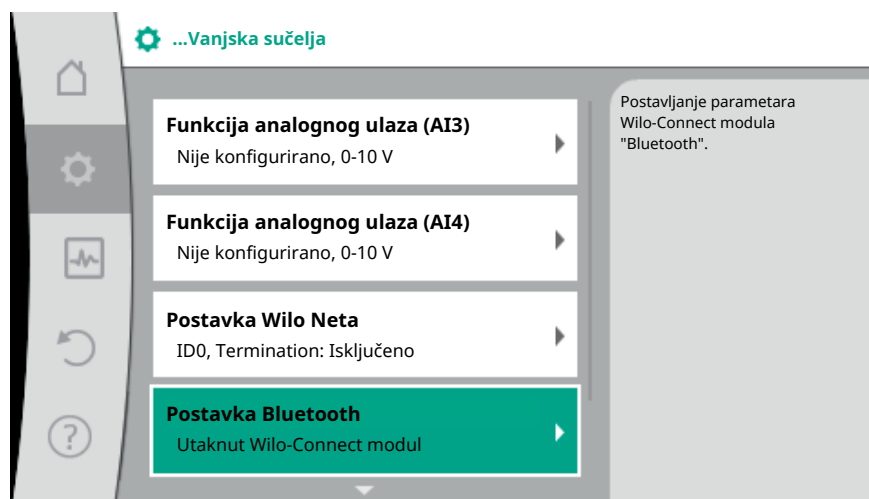 ...Vanjska sučelja
Funkcija analognog ulaza (AI3)
Nije konfigurirano, 0-10 V
Funkcija analognog ulaza (AI4)
Nije konfigurirano, 0-10 V
Postavka Wilo Neta
ID0, Termination: Isključeno
Postavka Bluetooth
Utaknut Wilo-Connect modul
Postavljanje parametara
Wilo-Connect modula
"Bluetooth".
?